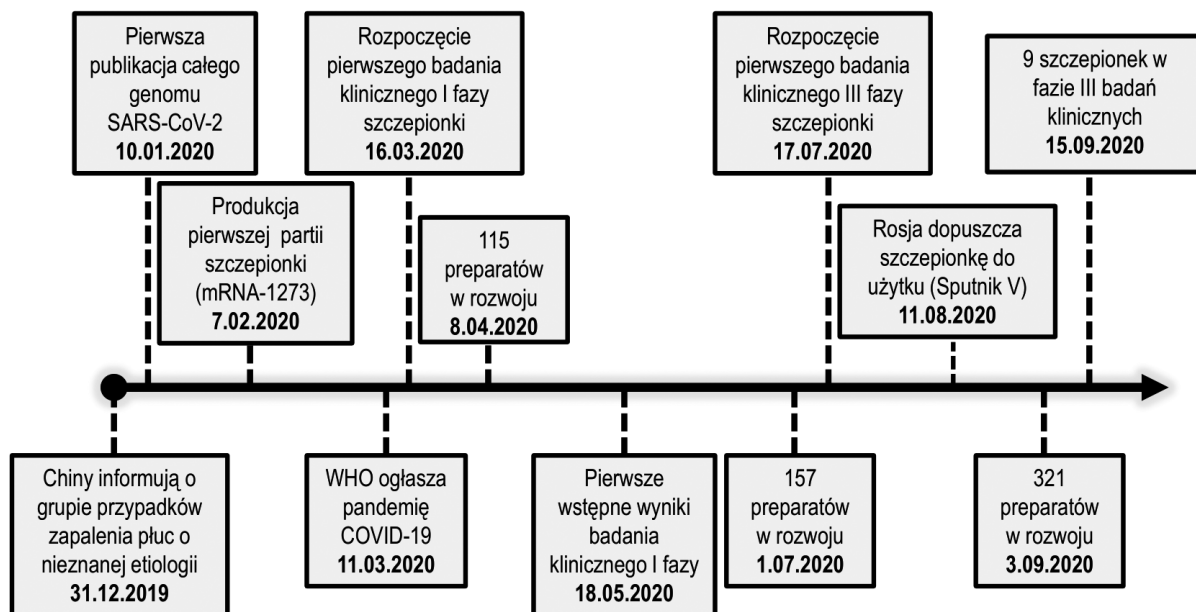 Pierwsza
publikacja całego
genomu
SARS-CoV-2
10.01.2020
Rozpoczęcie
pierwszego badania
klinicznego I fazy
szczepionki
16.03.2020
Rozpoczęcie
pierwszego badania
klinicznego III fazy
szczepionki
17.07.2020
9 szczepionek w
fazie III badań
klinicznych
15.09.2020
Produkcja
pierwszej partii
szczepionki
(mRNA-1273)
7.02.2020
115
preparatów
w rozwoju
8.04.2020
Rosja dopuszcza
szczepionkę do
użytku (Sputnik V)
11.08.2020
Chiny informują o
grupie przypadków
zapalenia płuc o
nieznanej etiologii
31.12.2019
WHO ogłasza
pandemię
COVID-19
11.03.2020
Pierwsze
wstępne wyniki
badania
klinicznego I fazy
18.05.2020
157
preparatów
w rozwoju
1.07.2020
321
preparatów
w rozwoju
3.09.2020